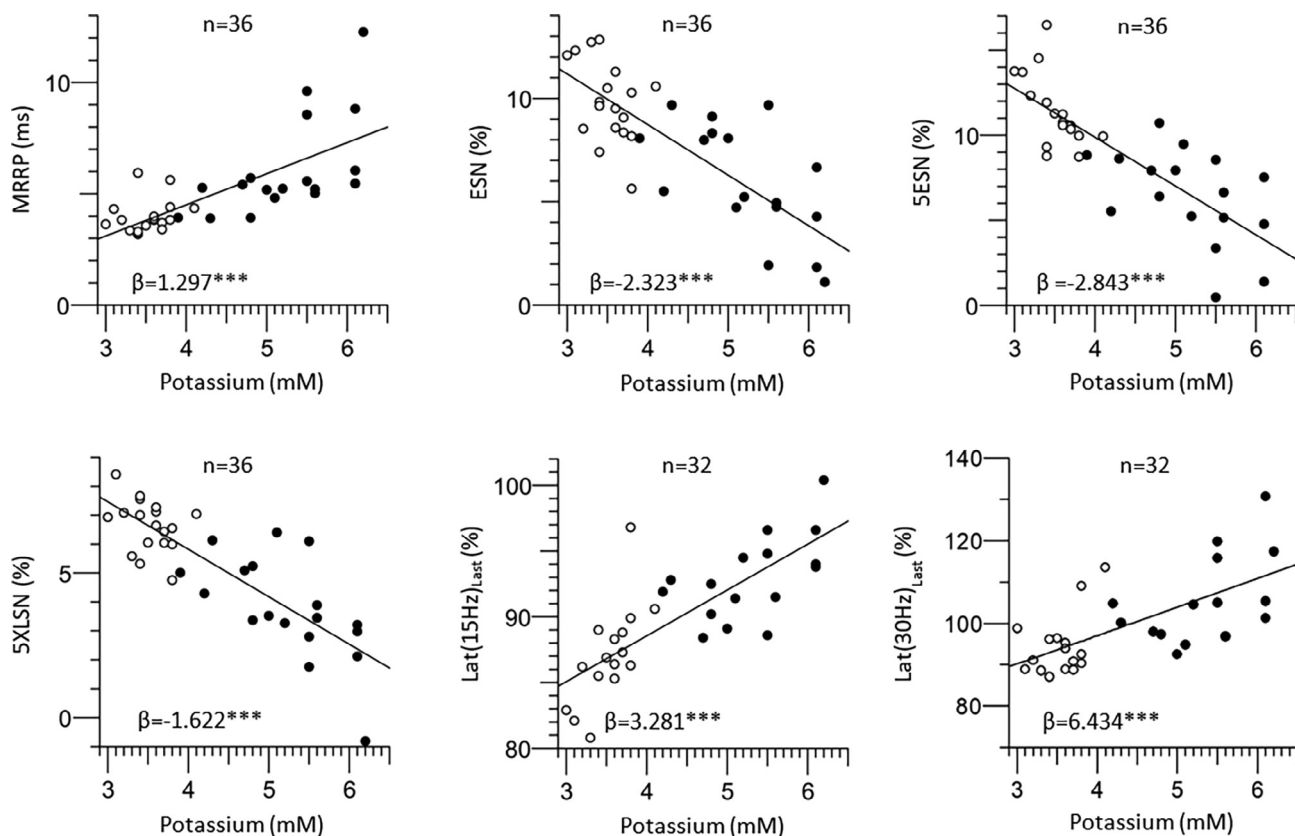 n=36
MRRP (ms)
10
0
β=1.297***
3 4 5 6
Potassium (mM)
n=36
ESN (%)
10
0
β=-2.323***
3 4 5 6
Potassium (mM)
n=36
5ESN (%)
10
0
β =-2.843***
3 4 5 6
Potassium (mM)
n=36
5XLSN (%)
5
0
β=-1.622***
3 4 5 6
Potassium (mM)
n=32
Lat(15Hz)Last (%)
100
90
80
β=3.281***
3 4 5 6
Potassium (mM)
n=32
Lat(30Hz)Last (%)
140
120
100
80
β=6.434***
3 4 5 6
Potassium (mM)